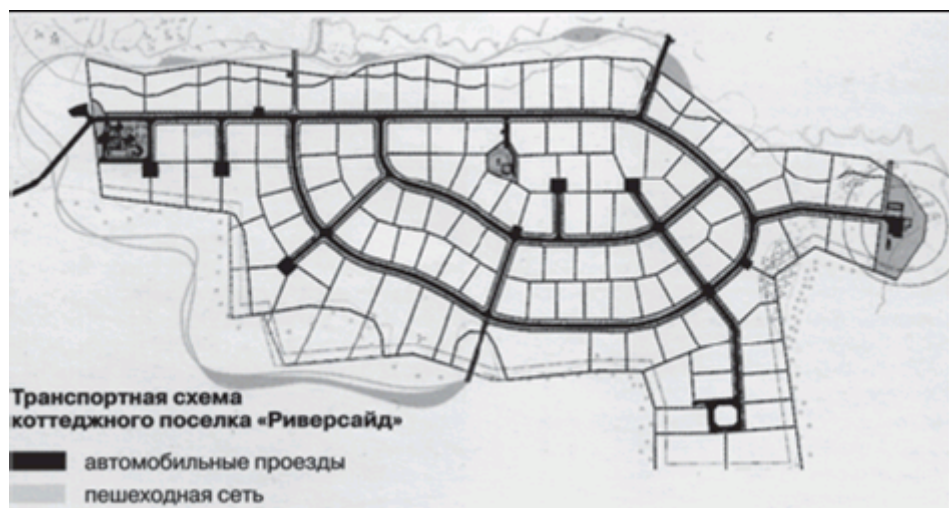 Транспортная схема
коттеджного поселка «Риверсайд»
автомобильные проезды
пешеходная сеть